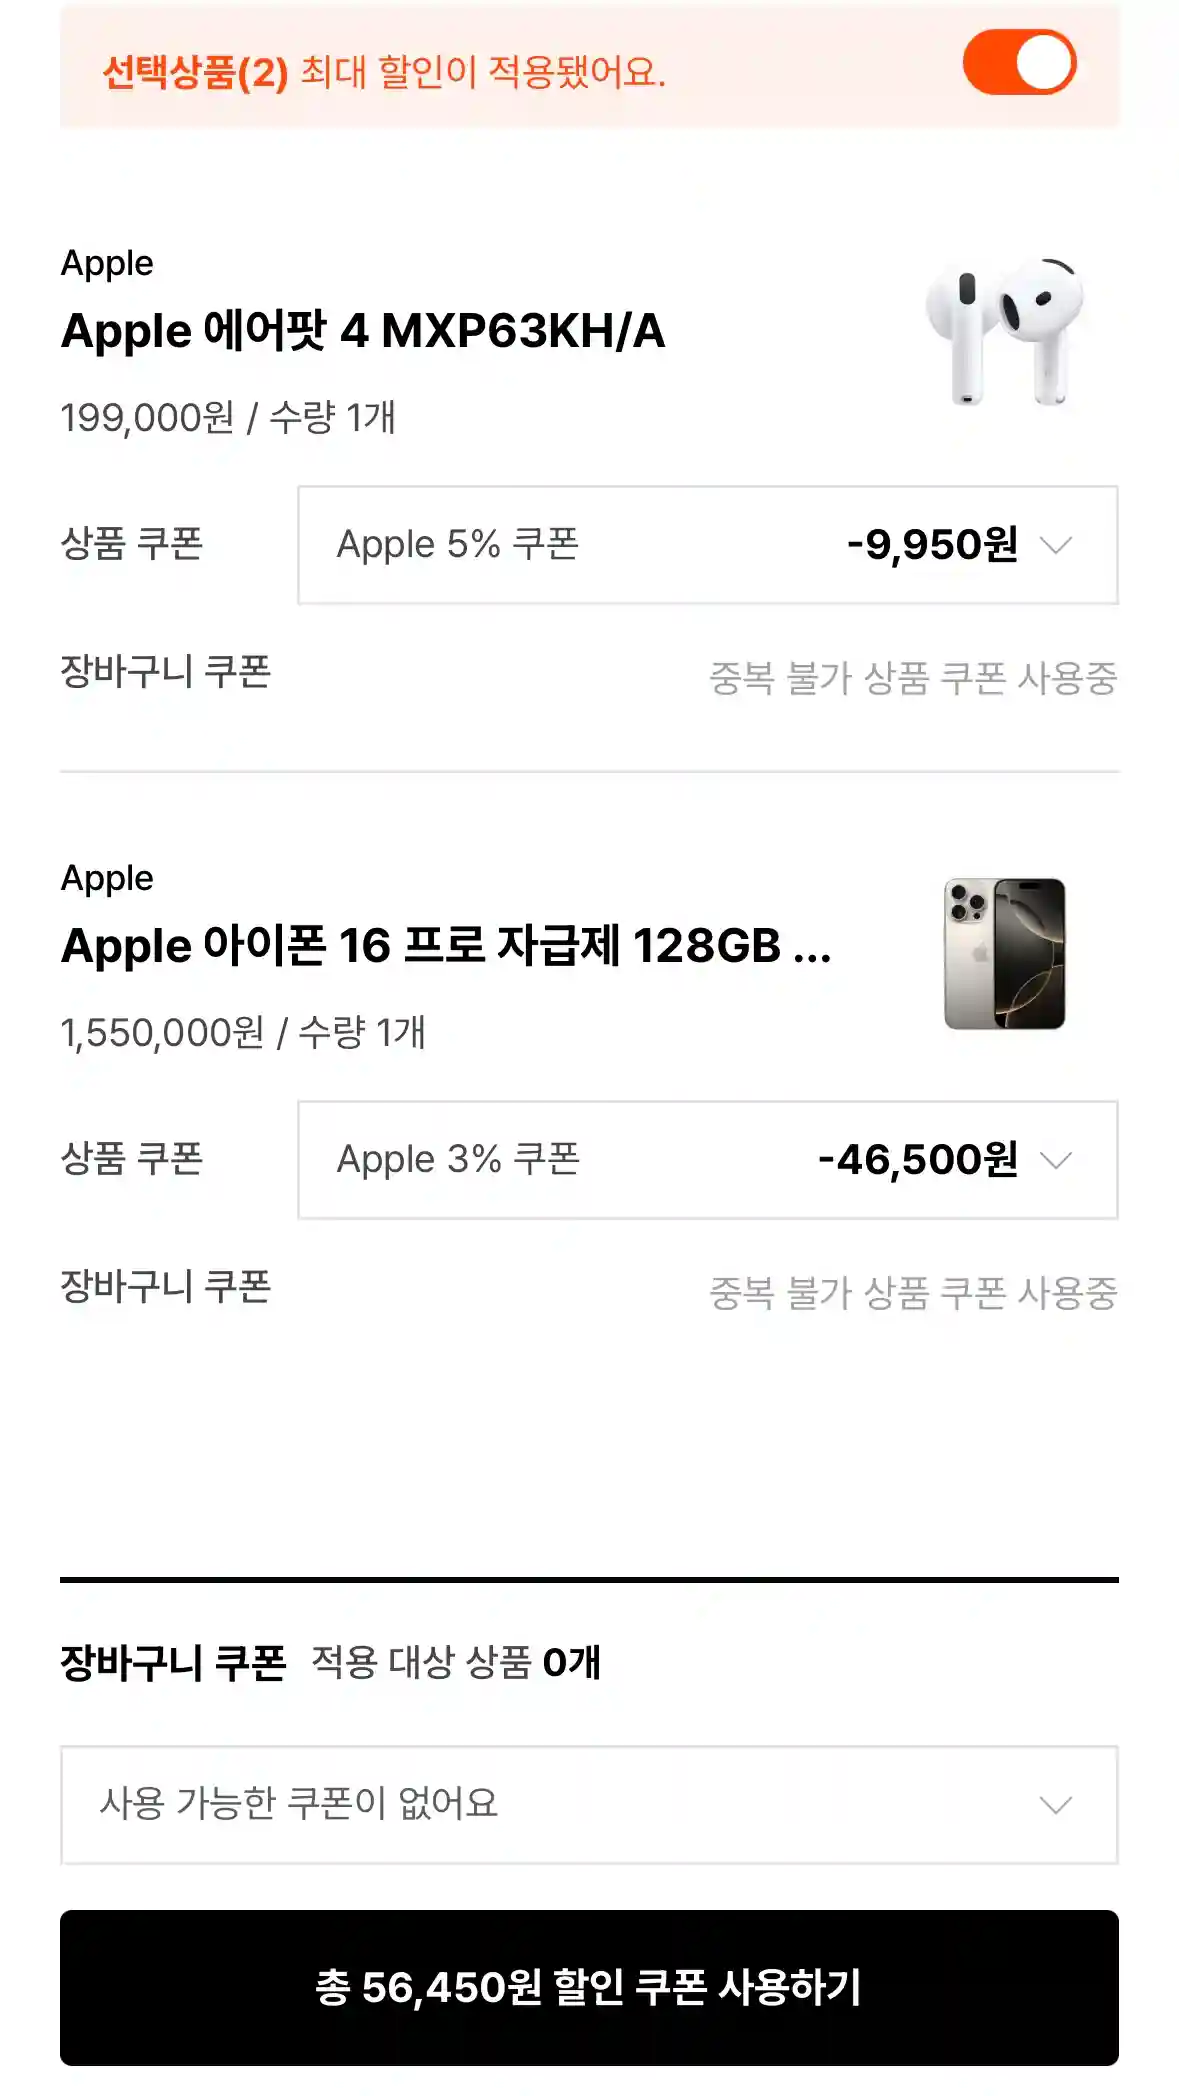 선택상품(2) 최대 할인이 적용됐어요.
Apple
Apple 에어팟 4 MXP63KH/A
199,000원 / 수량 1개
상품 쿠폰 Apple 5% 쿠폰 -9,950원
장바구니 쿠폰 중복 불가 상품 쿠폰 사용중
Apple
Apple 아이폰 16 프로 자급제 128GB ...
1,550,000원 / 수량 1개
상품 쿠폰 Apple 3% 쿠폰 -46,500원
장바구니 쿠폰 중복 불가 상품 쿠폰 사용중
장바구니 쿠폰 적용 대상 상품 0개
사용 가능한 쿠폰이 없어요
총 56,450원 할인 쿠폰 사용하기